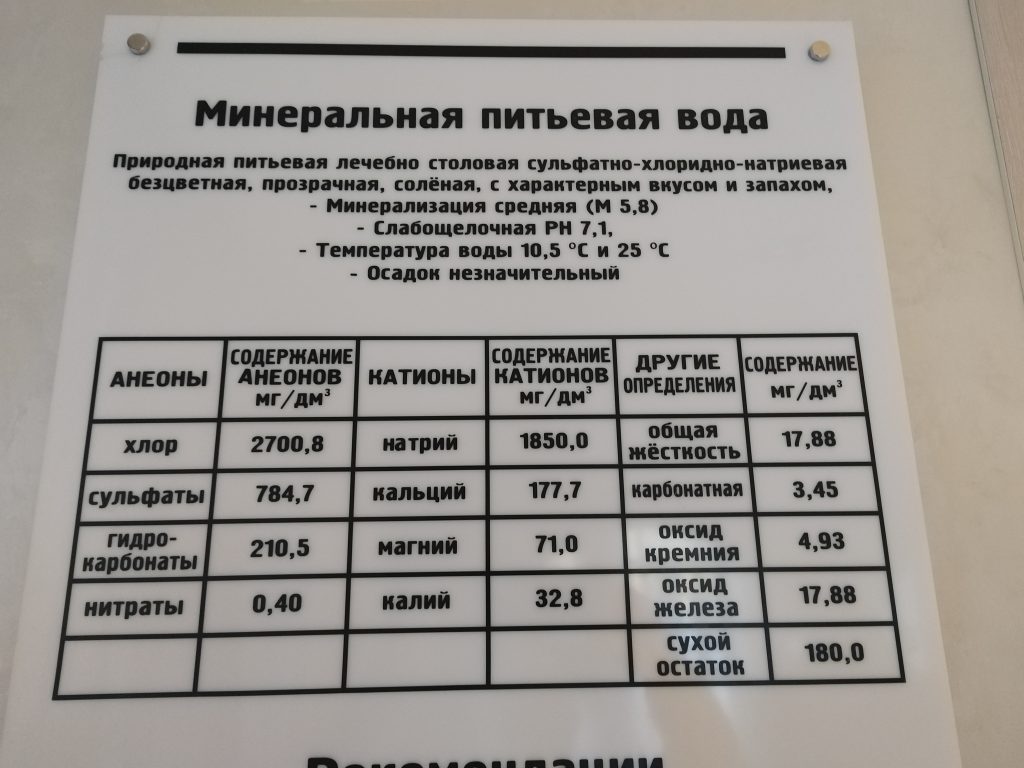 Минеральная питьевая вода
Природная питьевая лечебно столовая сульфатно-хлоридно-натриевая
безцветная, прозрачная, солёная, с характерным вкусом и запахом,
- Минерализация средняя (М 5,8)
- Слабощелочная РН 7,1,
- Температура воды 10,5 °С и 25 °С
- Осадок незначительный
АНЕОНЫ
СОДЕРЖАНИЕ
АНЕОНОВ
мг/дм³
КАТИОНЫ
СОДЕРЖАНИЕ
КАТИОНОВ
мг/дм³
ДРУГИЕ
ОПРЕДЕЛЕНИЯ
СОДЕРЖАНИЕ
мг/дм³
хлор
2700,8
натрий
1850,0
общая
жёсткость
17,88
сульфаты
784,7
кальций
177,7
карбонатная
3,45
гидро-
карбонаты
210,5
магний
71,0
оксид
кремния
4,93
нитраты
0,40
калий
32,8
оксид
железа
17,88
сухой
остаток
180,0
Рекомендации